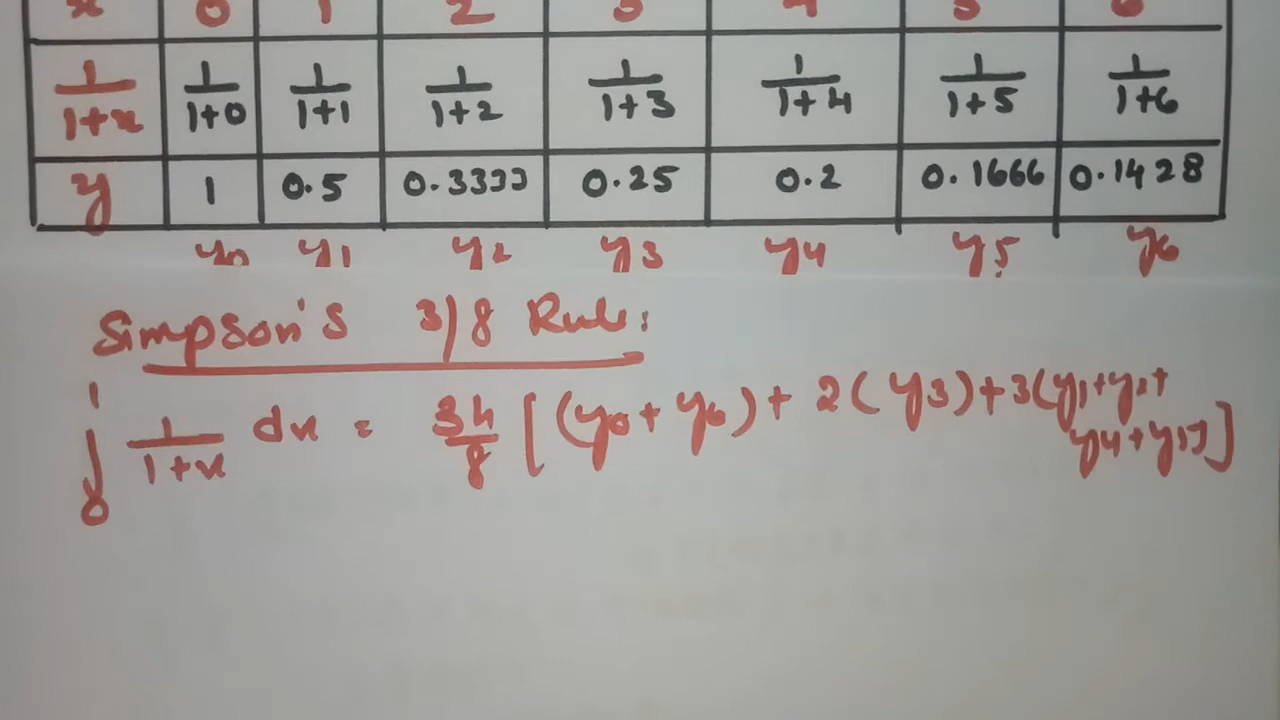 x 0 1 2 3 4 5 6
1/1+x 1/1+0 1/1+1 1/1+2 1/1+3 1/1+4 1/1+5 1/1+6
y 1 0.5 0.3333 0.25 0.2 0.1666 0.1428
y0 y1 y2 y3 y4 y5 y6
Simpson's 3/8 Rule:
∫₀¹ 1/1+x dx = 3h/8 [(y0+y6)+2(y3)+3(y1+y2+
y4+y5)]